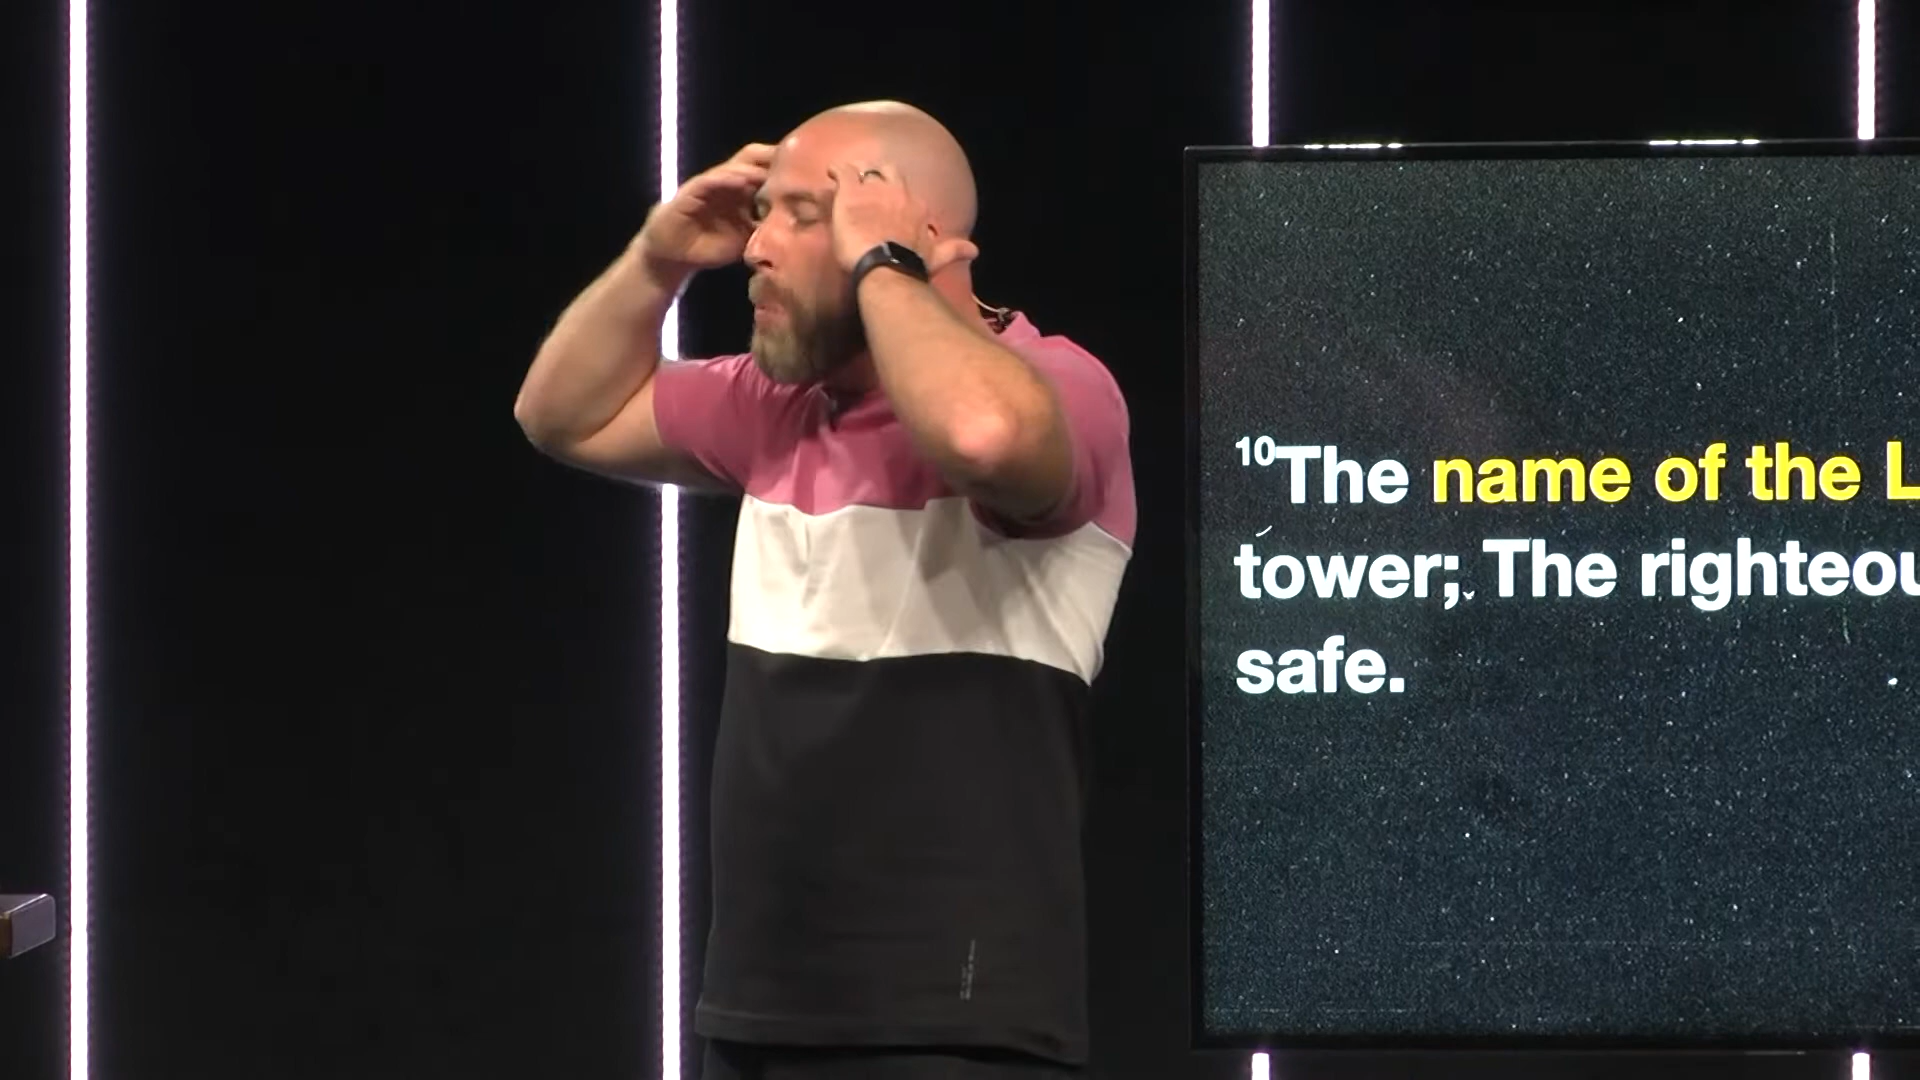 10The name of the L
tower; The righteou
safe.